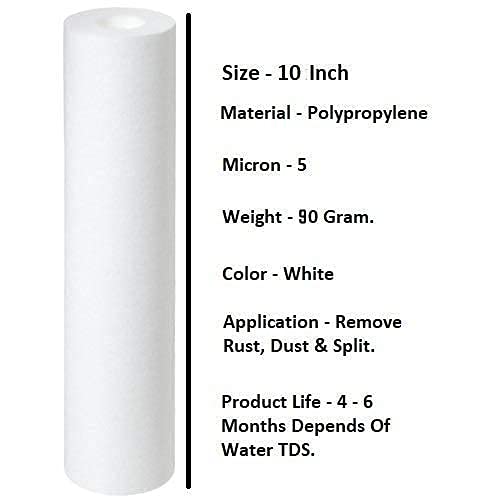 Size - 10 Inch
Material - Polypropylene
Micron - 5
Weight - 90 Gram.
Color - White
Application - Remove
Rust, Dust & Split.
Product Life - 4 - 6
Months Depends Of
Water TDS.